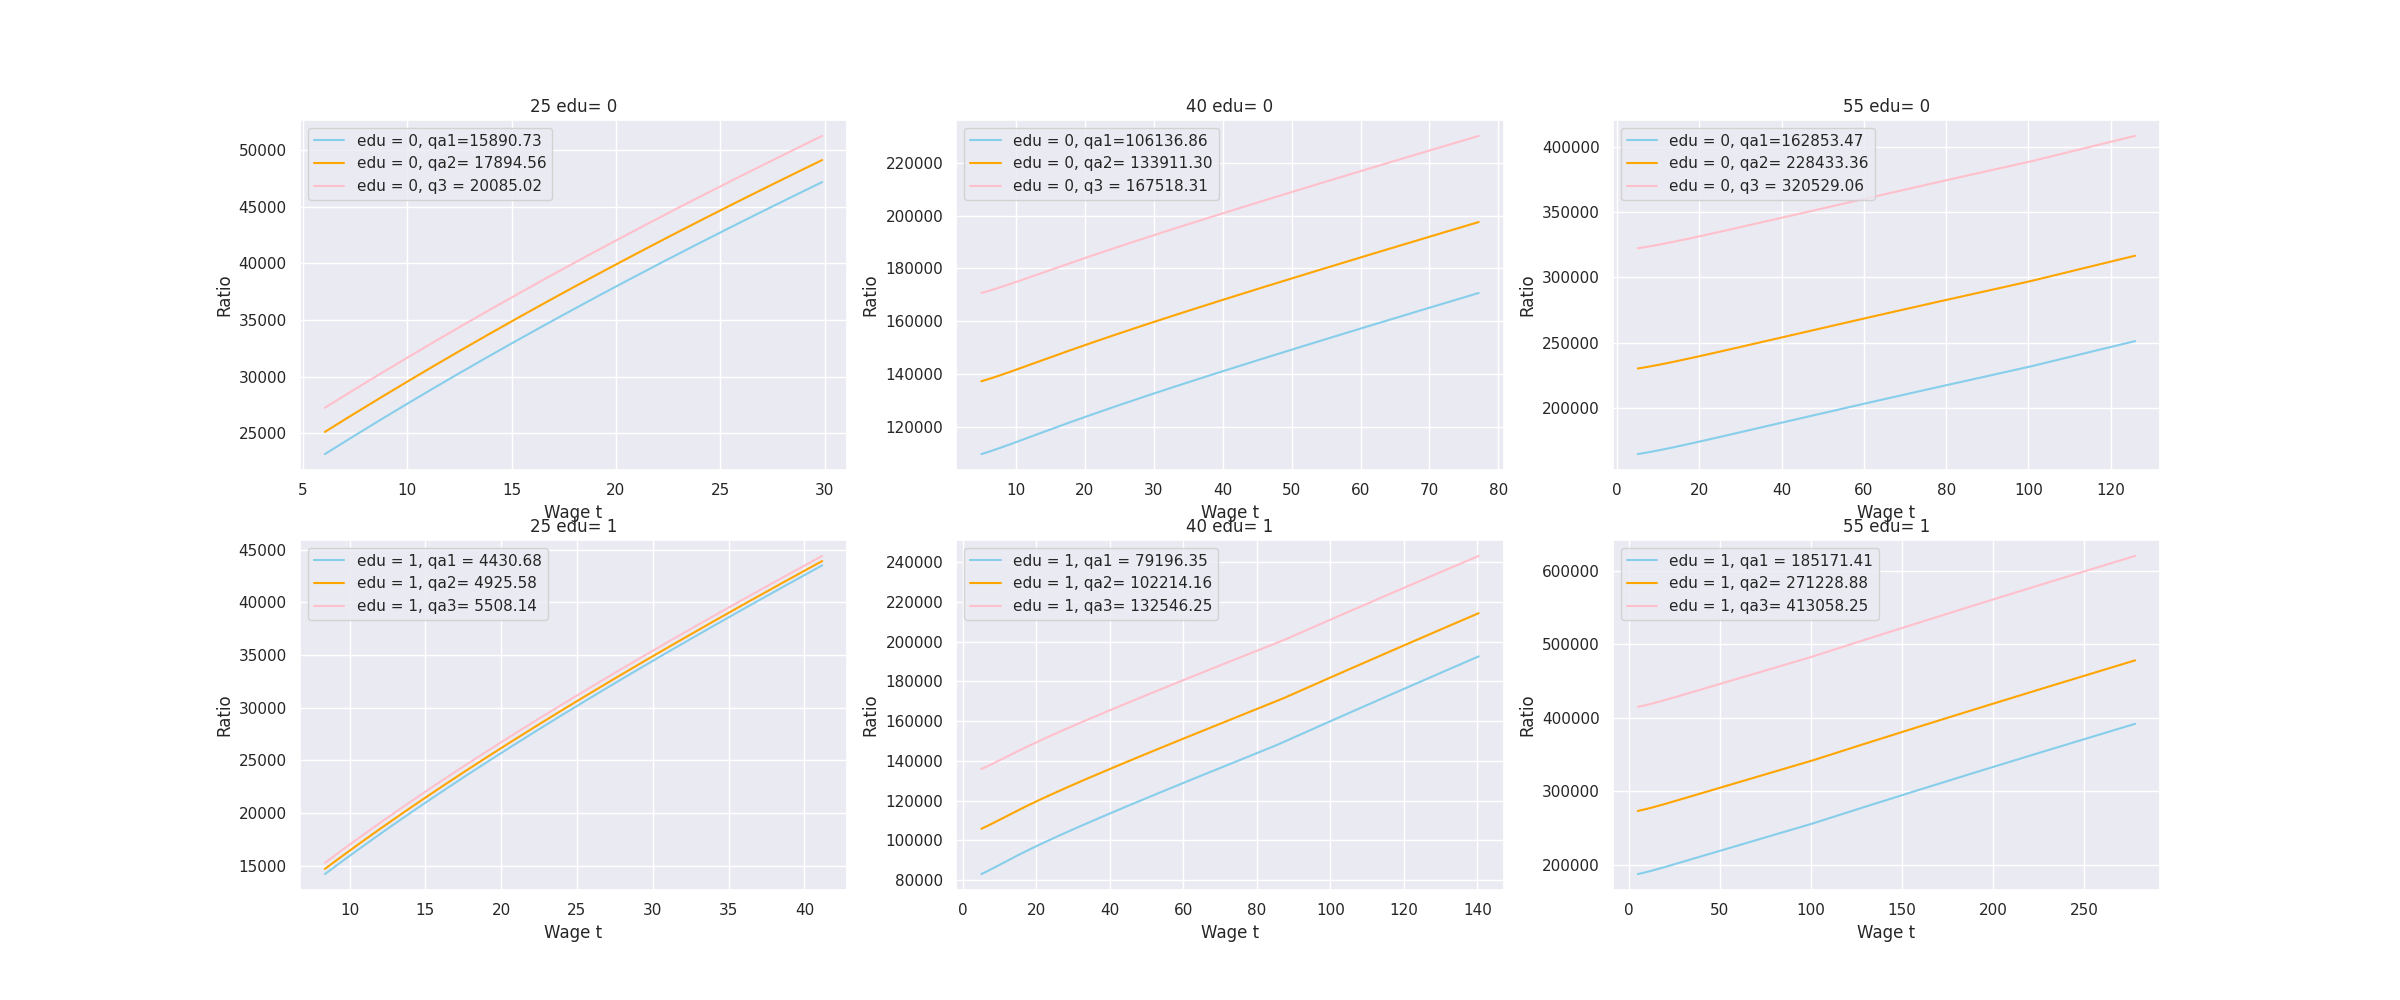 25 edu= 0
edu = 0, qa1=15890.73
edu = 0, qa2= 17894.56
edu = 0, q3 = 20085.02
50000
45000
40000
35000
30000
25000
Ratio
5 10 15 20 25 30
Wage t
40 edu= 0
edu = 0, qa1=106136.86
edu = 0, qa2= 133911.30
edu = 0, q3 = 167518.31
220000
200000
180000
160000
140000
120000
Ratio
10 20 30 40 50 60 70 80
Wage t
55 edu= 0
edu = 0, qa1=162853.47
edu = 0, qa2= 228433.36
edu = 0, q3 = 320529.06
400000
350000
300000
250000
200000
Ratio
0 20 40 60 80 100 120
Wage t
25 edu= 1
edu = 1, qa1 = 4430.68
edu = 1, qa2= 4925.58
edu = 1, qa3= 5508.14
45000
40000
35000
30000
25000
20000
15000
Ratio
10 15 20 25 30 35 40
Wage t
40 edu= 1
edu = 1, qa1 = 79196.35
edu = 1, qa2= 102214.16
edu = 1, qa3= 132546.25
240000
220000
200000
180000
160000
140000
120000
100000
80000
Ratio
0 20 40 60 80 100 120 140
Wage t
55 edu= 1
edu = 1, qa1 = 185171.41
edu = 1, qa2= 271228.88
edu = 1, qa3= 413058.25
600000
500000
400000
300000
200000
Ratio
0 50 100 150 200 250
Wage t